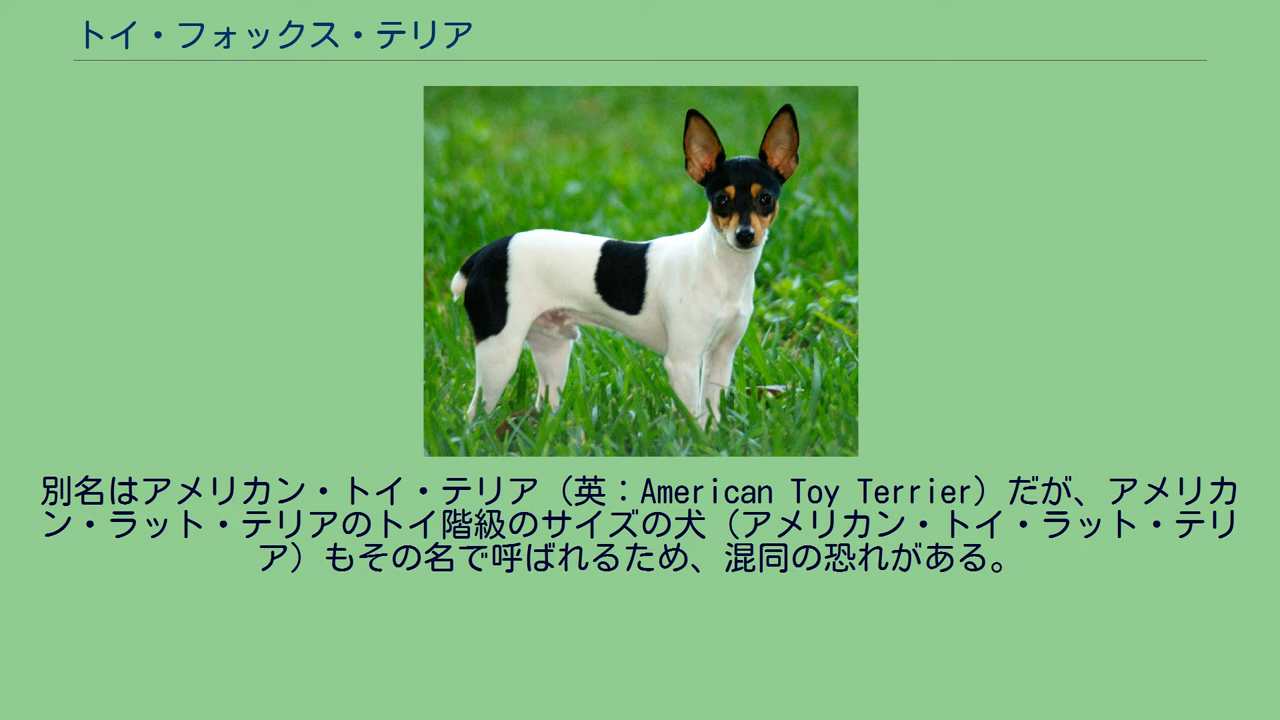 トイ・フォックス・テリア
別名はアメリカン・トイ・テリア（英：American Toy Terrier）だが、アメリカ
ン・ラット・テリアのトイ階級のサイズの犬（アメリカン・トイ・ラット・テリ
ア）もその名で呼ばれるため、混同の恐れがある。